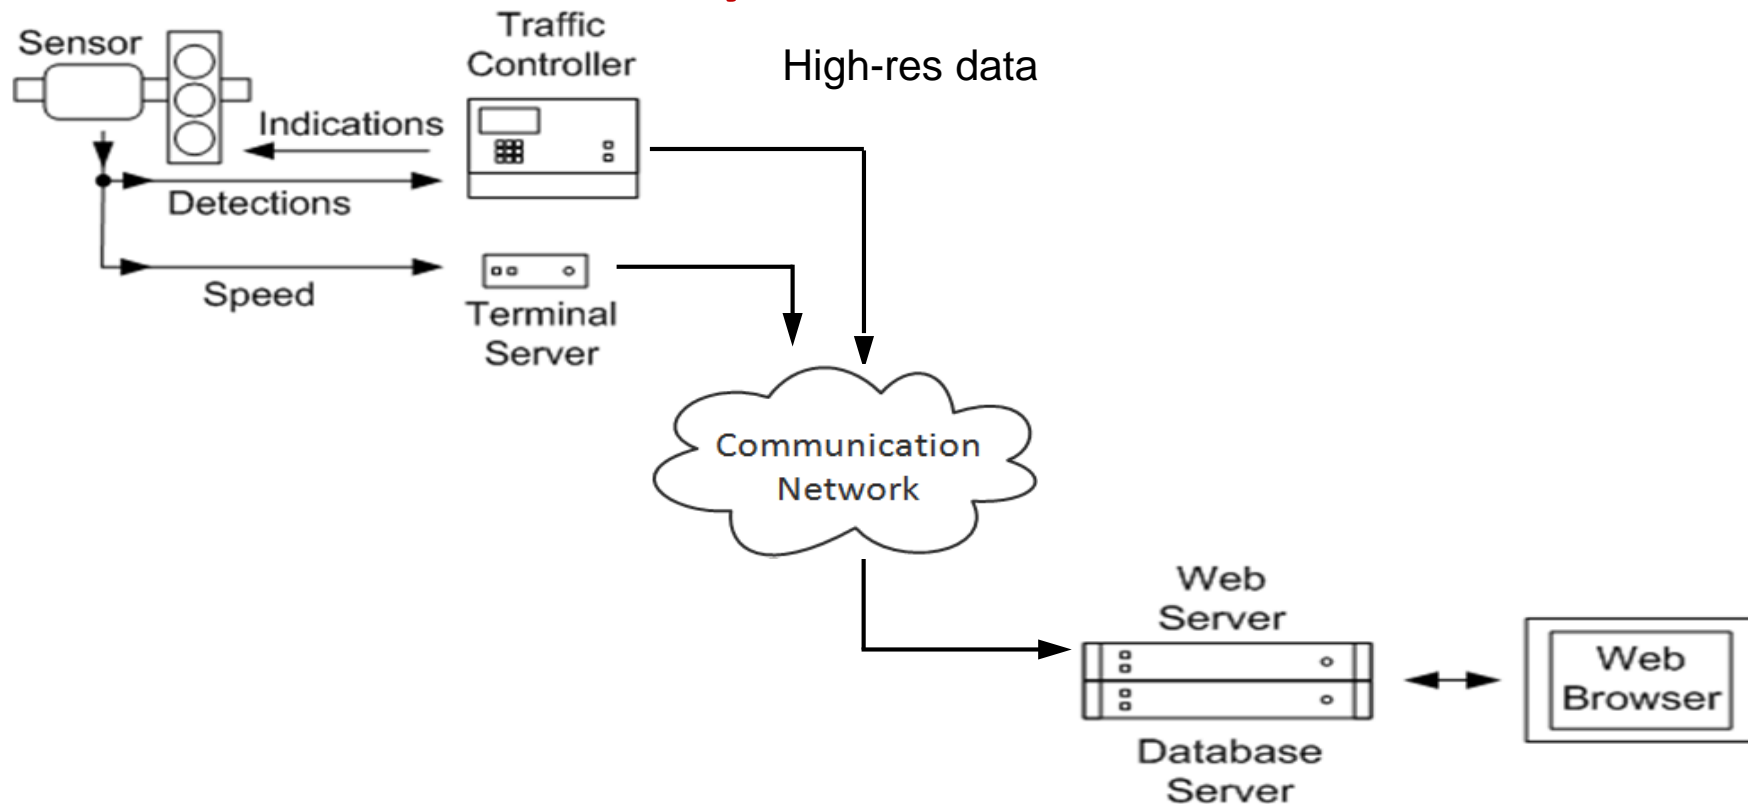 Sensor
Traffic
Controller
High-res data
Indications
Detections
Speed
Terminal
Server
Communication
Network
Web
Server
Web
Browser
Database
Server